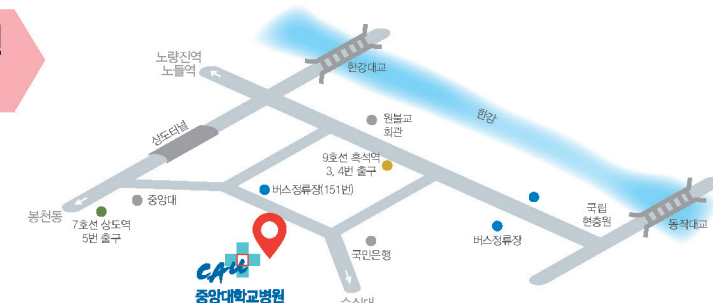 노량진역
노들역
한강대교
상도터널
원불교
회관
한강
9호선 흑석역
3, 4번 출구
중앙대
버스정류장(151번)
봉천동
7호선 상도역
5번 출구
국립
현충원
동작대교
버스정류장
국민은행
CAU
중앙대학교병원
숭실대